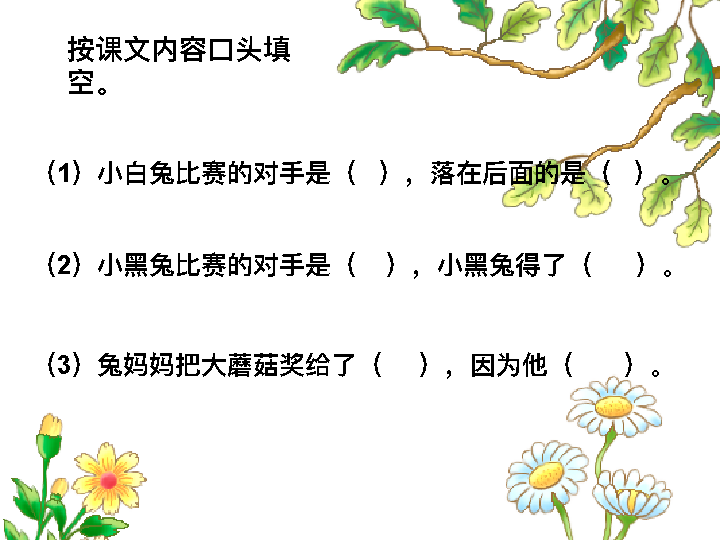 按课文内容口头填
空。
（1）小白兔比赛的对手是（ ），落在后面的是（ ）。
（2）小黑兔比赛的对手是（ ），小黑兔得了（ ）。
（3）兔妈妈把大蘑菇奖给了（ ），因为他（ ）。